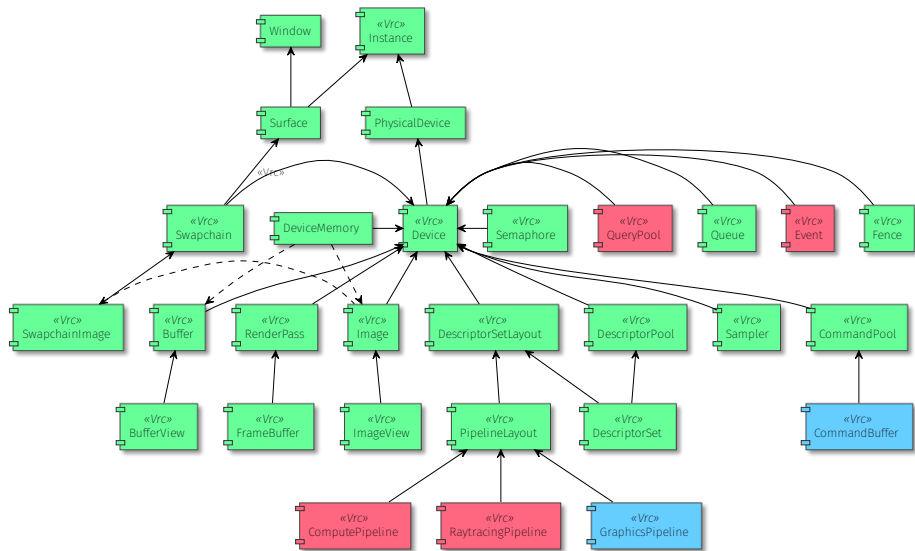 Window
«Vrc»
Instance
Surface
PhysicalDevice
«Vrc»
«Vrc»
Swapchain
DeviceMemory
«Vrc»
Device
«Vrc»
Semaphore
«Vrc»
QueryPool
«Vrc»
Queue
«Vrc»
Event
«Vrc»
Fence
«Vrc»
SwapchainImage
«Vrc»
Buffer
«Vrc»
RenderPass
«Vrc»
Image
«Vrc»
DescriptorSetLayout
«Vrc»
DescriptorPool
«Vrc»
Sampler
«Vrc»
CommandPool
«Vrc»
BufferView
«Vrc»
FrameBuffer
«Vrc»
ImageView
«Vrc»
PipelineLayout
«Vrc»
DescriptorSet
«Vrc»
CommandBuffer
«Vrc»
ComputePipeline
«Vrc»
RaytracingPipeline
«Vrc»
GraphicsPipeline